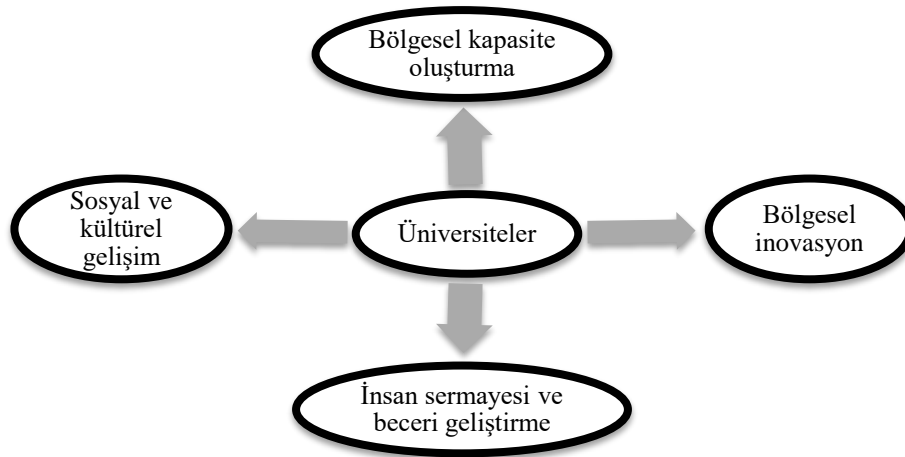 Bölgesel kapasite
oluşturma
Sosyal ve
kültürel
gelişim
Üniversiteler
Bölgesel
inovasyon
İnsan sermayesi ve
beceri geliştirme